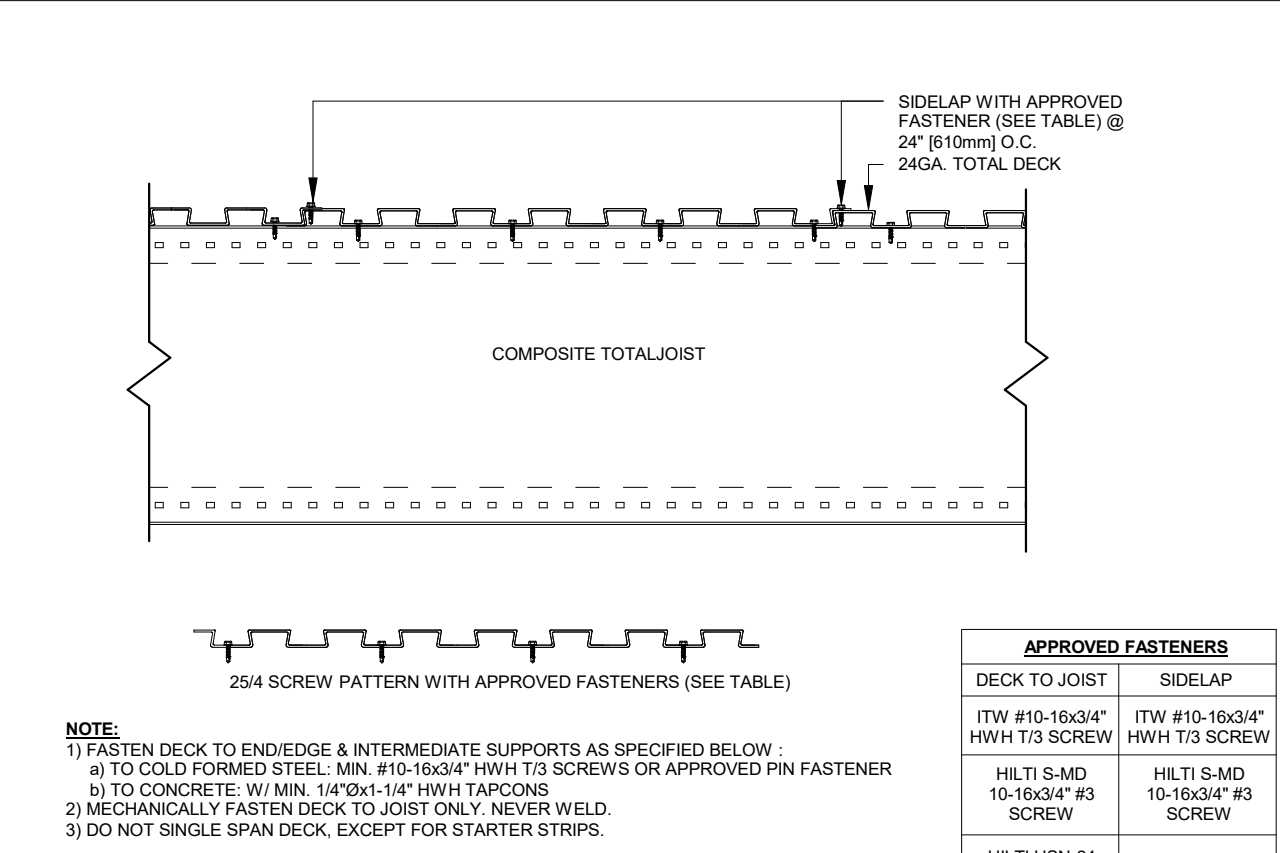 SIDELAP WITH APPROVED
FASTENER (SEE TABLE) @
24" [610mm] O.C.
24GA. TOTAL DECK
COMPOSITE TOTALJOIST
25/4 SCREW PATTERN WITH APPROVED FASTENERS (SEE TABLE)
NOTE:
1) FASTEN DECK TO END/EDGE & INTERMEDIATE SUPPORTS AS SPECIFIED BELOW :
a) TO COLD FORMED STEEL: MIN. #10-16x3/4" HWH T/3 SCREWS OR APPROVED PIN FASTENER
b) TO CONCRETE: W/ MIN. 1/4"Øx1-1/4" HWH TAPCONS
2) MECHANICALLY FASTEN DECK TO JOIST ONLY. NEVER WELD.
3) DO NOT SINGLE SPAN DECK, EXCEPT FOR STARTER STRIPS.
APPROVED FASTENERS
DECK TO JOIST
SIDELAP
ITW #10-16x3/4"
HWH T/3 SCREW
ITW #10-16x3/4"
HWH T/3 SCREW
HILTI S-MD
10-16x3/4" #3
SCREW
HILTI S-MD
10-16x3/4" #3
SCREW